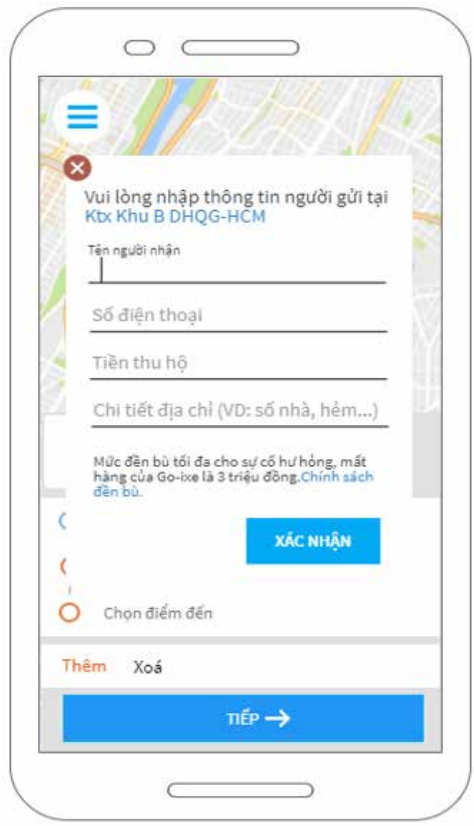 Vui lòng nhập thông tin người gửi tại
Ktx Khu B DHQG-HCM
Tên người nhận
Số điện thoại
Tiền thu hộ
Chi tiết địa chỉ (VD: số nhà, hẻm...)
Mức đền bù tối đa cho sự cố hư hỏng, mất
hàng của Go-ixe là 3 triệu đồng.Chính sách
đền bù.
XÁC NHẬN
Chọn điểm đến
Thêm Xoá
TIẾP →